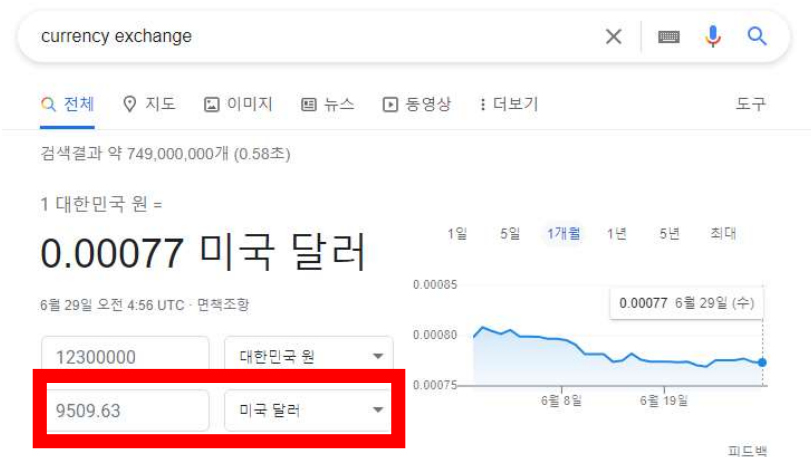 currency exchange
전체 지도 이미지 뉴스 동영상 더보기 도구
검색결과 약 749,000,000개 (0.58초)
1 대한민국 원 =
0.00077 미국 달러
6월 29일 오전 4:56 UTC · 면책조항
12300000 대한민국 원
9509.63 미국 달러
1일 5일 1개월 1년 5년 최대
0.00085
0.00077 6월 29일 (수)
0.00080
0.00075
6월 8일 6월 19일
피드백